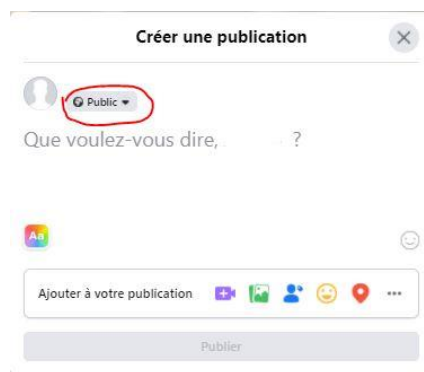 Créer une publication
Public
Que voulez-vous dire, ?
Aa
Ajouter à votre publication
Publier